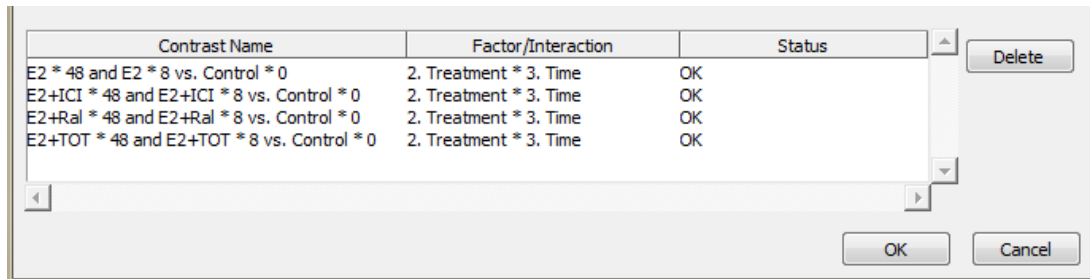 Contrast Name Factor/Interaction Status
Delete
E2 * 48 and E2 * 8 vs. Control * 0 2. Treatment * 3. Time OK
E2+ICI * 48 and E2+ICI * 8 vs. Control * 0 2. Treatment * 3. Time OK
E2+Ral * 48 and E2+Ral * 8 vs. Control * 0 2. Treatment * 3. Time OK
E2+TOT * 48 and E2+TOT * 8 vs. Control * 0 2. Treatment * 3. Time OK
OK Cancel